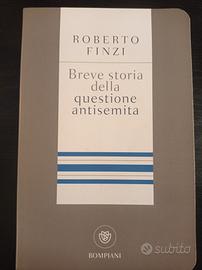 ROBERTO
FINZI
Breve storia
della
questione
antisemita
BOMPIANI
subito